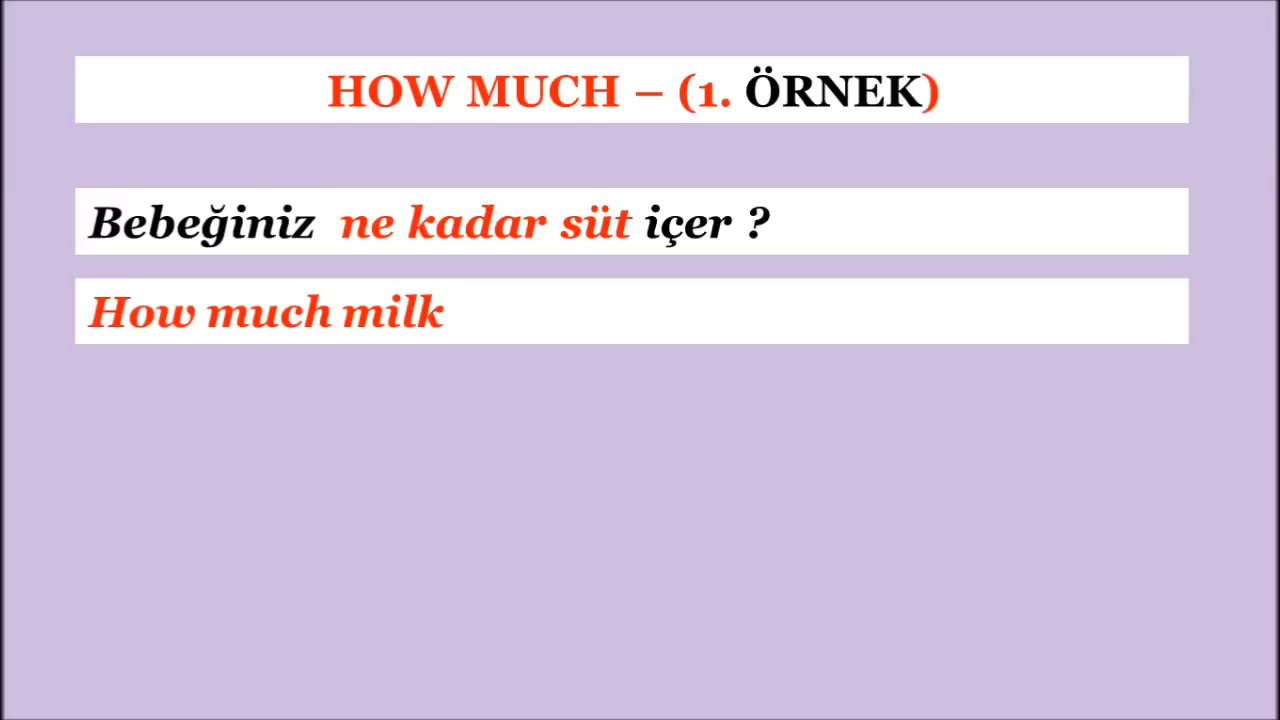 HOW MUCH – (1. ÖRNEK)
Bebeğiniz ne kadar süt içer ?
How much milk